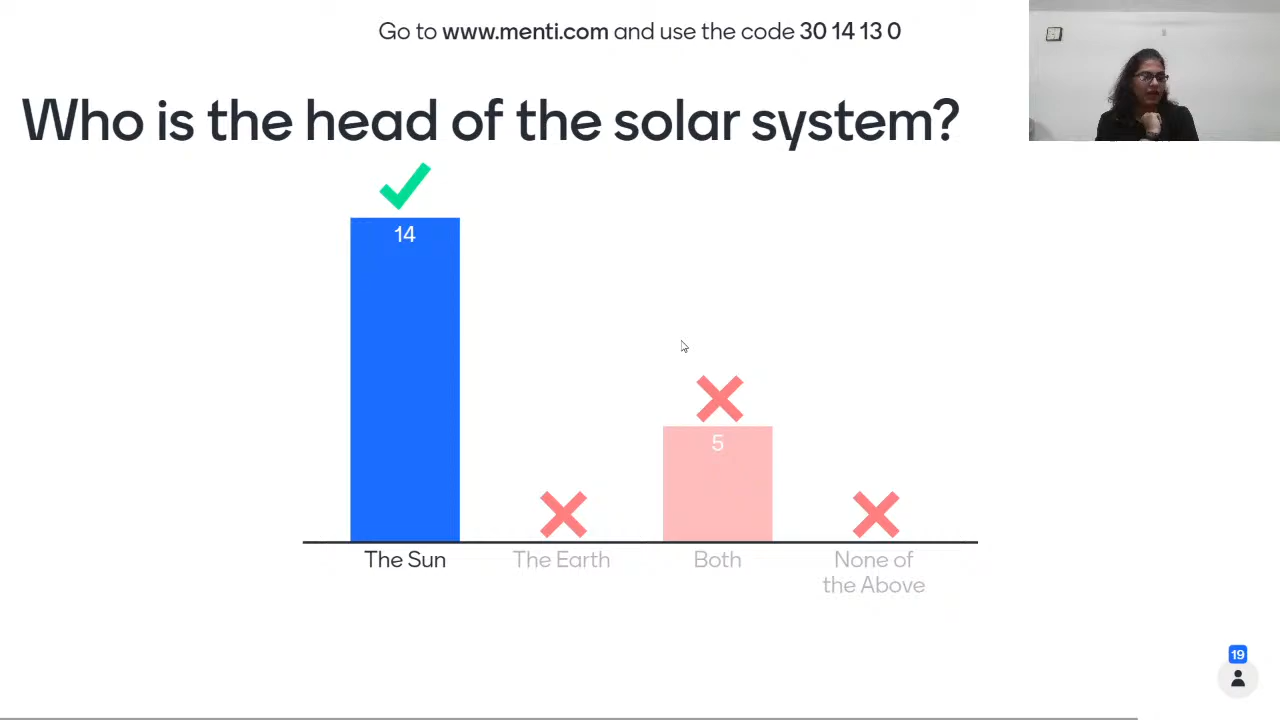 Go to www.menti.com and use the code 30 14 13 0
Who is the head of the solar system?
14
5
The Sun
The Earth
Both
None of
the Above
19